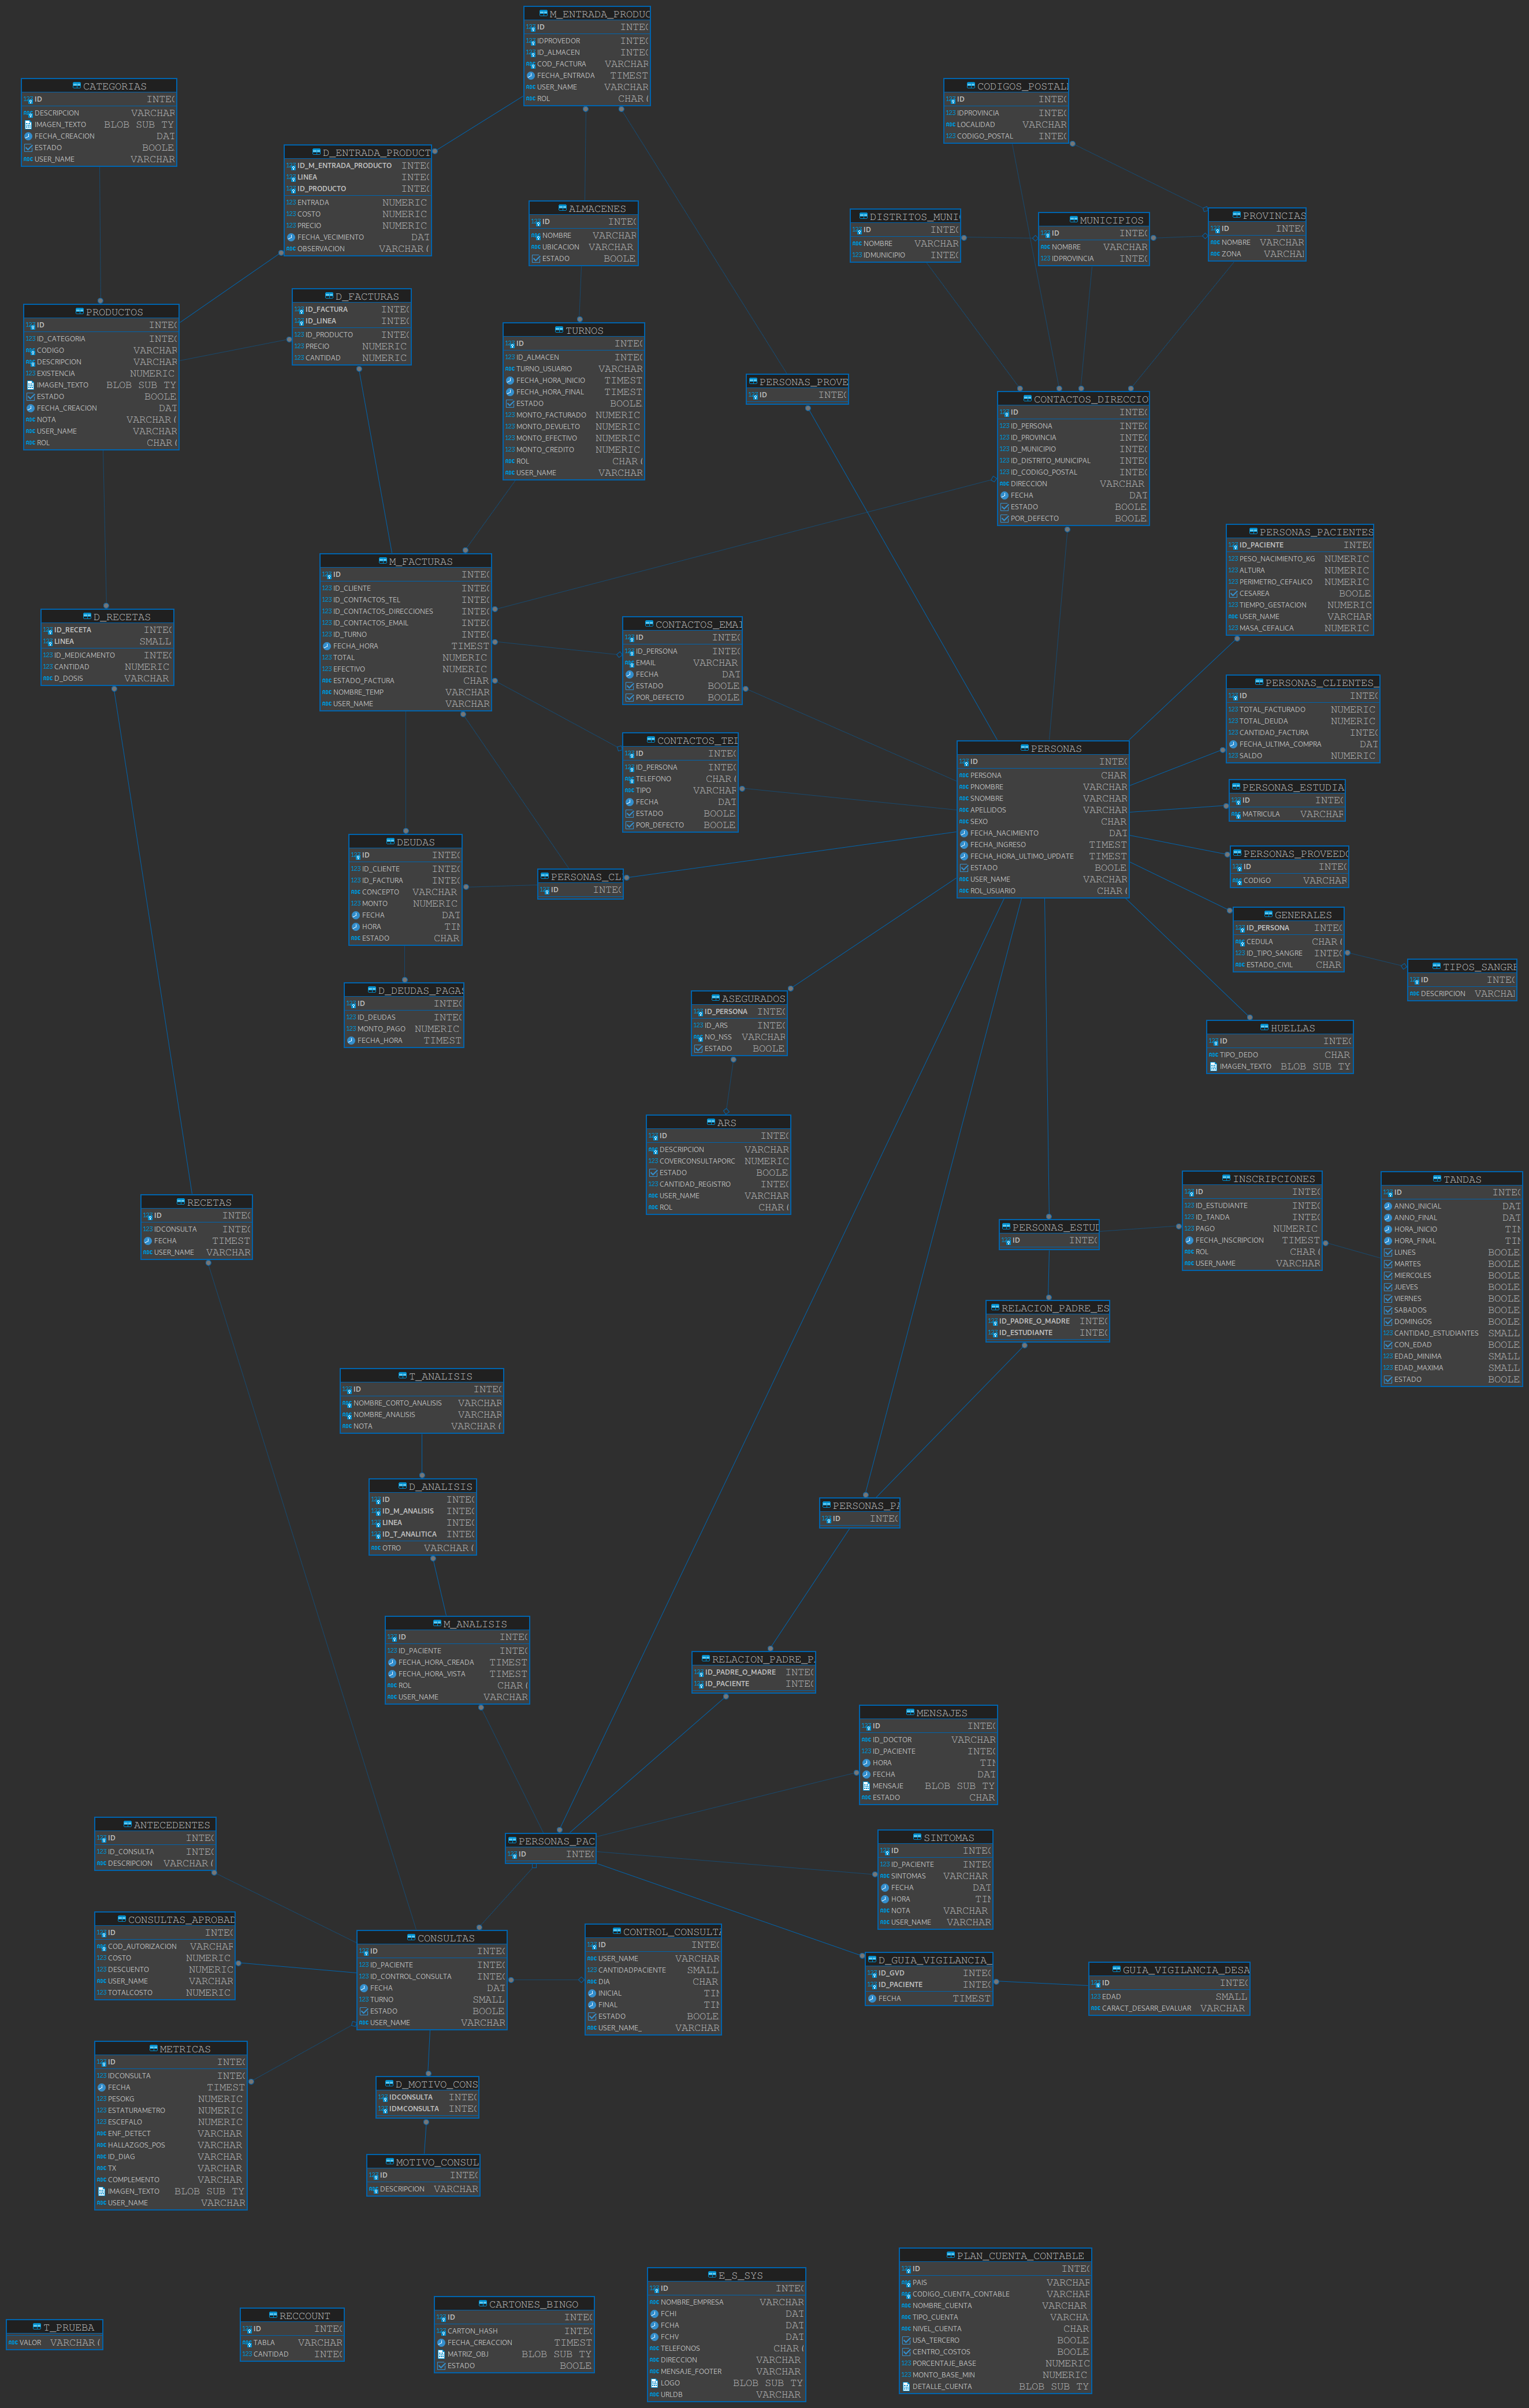 M_ENTRADA_PRODUC
ID INTEG
IDPROVEDOR INTEG
ID_ALMACEN INTEG
COD_FACTURA VARCHAR
FECHA_ENTRADA TIMEST
USER_NAME VARCHAR
ROL CHAR (
CATEGORIAS
ID INTEG
DESCRIPCION VARCHAR
IMAGEN_TEXTO BLOB SUB TY
FECHA_CREACION DAT
ESTADO BOOLE
USER_NAME VARCHAR
CODIGOS_POSTAL
ID INTEG
IDPROVINCIA INTEG
LOCALIDAD VARCHAR
CODIGO_POSTAL INTEG
D_ENTRADA_PRODUCT
ID_M_ENTRADA_PRODUCTO INTEG
LINEA INTEG
ID_PRODUCTO INTEG
ENTRADA NUMERIC
COSTO NUMERIC
PRECIO NUMERIC
FECHA_VECIMIENTO DAT
OBSERVACION VARCHAR (
ALMACENES
ID INTEG
NOMBRE VARCHAR
UBICACION VARCHAR
ESTADO BOOLE
DISTRITOS_MUNI
ID INTEG
NOMBRE VARCHAR
IDMUNICIPIO INTEG
MUNICIPIOS
ID INTEG
NOMBRE VARCHAR
IDPROVINCIA INTEG
PROVINCIAS
ID INTEG
NOMBRE VARCHAR
ZONA VARCHA
PRODUCTOS
ID INTEG
ID_CATEGORIA INTEG
CODIGO VARCHAR
DESCRIPCION VARCHAR
EXISTENCIA NUMERIC
IMAGEN_TEXTO BLOB SUB TY
ESTADO BOOLE
FECHA_CREACION DAT
NOTA VARCHAR (
USER_NAME VARCHAR
ROL CHAR (
D_FACTURAS
ID_FACTURA INTEG
ID_LINEA INTEG
ID_PRODUCTO INTEG
PRECIO NUMERIC
CANTIDAD NUMERIC
TURNOS
ID INTEG
ID_ALMACEN INTEG
TURNO_USUARIO VARCHAR
FECHA_HORA_INICIO TIMEST
FECHA_HORA_FINAL TIMEST
ESTADO BOOLE
MONTO_FACTURADO NUMERIC
MONTO_DEVUELTO NUMERIC
MONTO_EFECTIVO NUMERIC
MONTO_CREDITO NUMERIC
ROL CHAR (
USER_NAME VARCHAR
PERSONAS_PROVE
ID INTEG
CONTACTOS_DIRECCIO
ID INTEG
ID_PERSONA INTEG
ID_PROVINCIA INTEG
ID_MUNICIPIO INTEG
ID_DISTRITO_MUNICIPAL INTEG
ID_CODIGO_POSTAL INTEG
DIRECCION VARCHAR
FECHA DAT
ESTADO BOOLE
POR_DEFECTO BOOLE
M_FACTURAS
ID INTEG
ID_CLIENTE INTEG
ID_CONTACTOS_TEL INTEG
ID_CONTACTOS_DIRECCIONES INTEG
ID_CONTACTOS_EMAIL INTEG
ID_TURNO INTEG
FECHA_HORA TIMEST
TOTAL NUMERIC
EFECTIVO NUMERIC
ESTADO_FACTURA CHAR
NOMBRE_TEMP VARCHAR
USER_NAME VARCHAR
PERSONAS_PACIENTES
ID_PACIENTE INTEG
PESO_NACIMIENTO_KG NUMERIC
ALTURA NUMERIC
PERIMETRO_CEFALICO NUMERIC
CESAREA BOOLE
TIEMPO_GESTACION NUMERIC
USER_NAME VARCHAR
MASA_CEFALICA NUMERIC
D_RECETAS
ID_RECETA INTEG
LINEA SMALL
ID_MEDICAMENTO INTEG
CANTIDAD NUMERIC
D_DOSIS VARCHAR
CONTACTOS_EMAI
ID INTEG
ID_PERSONA INTEG
EMAIL VARCHAR
FECHA DAT
ESTADO BOOLE
POR_DEFECTO BOOLE
PERSONAS_CLIENTES_
ID INTEG
TOTAL_FACTURADO NUMERIC
TOTAL_DEUDA NUMERIC
CANTIDAD_FACTURA INTEG
FECHA_ULTIMA_COMPRA DAT
SALDO NUMERIC
CONTACTOS_TEL
ID INTEG
ID_PERSONA INTEG
TELEFONO CHAR (
TIPO VARCHAR
FECHA DAT
ESTADO BOOLE
POR_DEFECTO BOOLE
PERSONAS
ID INTEG
PERSONA CHAR
PNOMBRE VARCHAR
SNOMBRE VARCHAR
APELLIDOS VARCHAR
SEXO CHAR
FECHA_NACIMIENTO DAT
FECHA_INGRESO TIMEST
FECHA_HORA_ULTIMO_UPDATE TIMEST
ESTADO BOOLE
USER_NAME VARCHAR
ROL_USUARIO CHAR (
PERSONAS_ESTUDIA
ID INTEG
MATRICULA VARCHAR
PERSONAS_PROVEEDO
ID INTEG
CODIGO VARCHAR
DEUDAS
ID INTEG
ID_CLIENTE INTEG
ID_FACTURA INTEG
CONCEPTO VARCHAR
MONTO NUMERIC
FECHA DAT
HORA TIM
ESTADO CHAR
PERSONAS_CL
ID INTEG
GENERALES
ID_PERSONA INTEG
CEDULA CHAR (
ID_TIPO_SANGRE INTEG
ESTADO_CIVIL CHAR
TIPOS_SANGRE
ID INTEG
DESCRIPCION VARCHA
D_DEUDAS_PAGAS
ID INTEG
ID_DEUDAS INTEG
MONTO_PAGO NUMERIC
FECHA_HORA TIMEST
ASEGURADOS
ID_PERSONA INTEG
ID_ARS INTEG
NO_NSS VARCHAR
ESTADO BOOLE
HUELLAS
ID INTEG
TIPO_DEDO CHAR
IMAGEN_TEXTO BLOB SUB TY
ARS
ID INTEG
DESCRIPCION VARCHAR
COVERCONSULTAPORC NUMERIC
ESTADO BOOLE
CANTIDAD_REGISTRO INTEG
USER_NAME VARCHAR
ROL CHAR (
RECETAS
ID INTEG
IDCONSULTA INTEG
FECHA TIMEST
USER_NAME VARCHAR
PERSONAS_ESTUD
ID INTEG
INSCRIPCIONES
ID INTEG
ID_ESTUDIANTE INTEG
ID_TANDA INTEG
PAGO NUMERIC
FECHA_INSCRIPCION TIMEST
ROL CHAR (
USER_NAME VARCHAR
TANDAS
ID INTEG
ANNO_INICIAL DAT
ANNO_FINAL DAT
HORA_INICIO TIM
HORA_FINAL TIM
LUNES BOOLE
MARTES BOOLE
MIERCOLES BOOLE
JUEVES BOOLE
VIERNES BOOLE
SABADOS BOOLE
DOMINGOS BOOLE
CANTIDAD_ESTUDIANTES SMALL
CON_EDAD BOOLE
EDAD_MINIMA SMALL
EDAD_MAXIMA SMALL
ESTADO BOOLE
RELACION_PADRE_ES
ID_PADRE_O_MADRE INTEG
ID_ESTUDIANTE INTEG
T_ANALISIS
ID INTEG
NOMBRE_CORTO_ANALISIS VARCHAR
NOMBRE_ANALISIS VARCHAR
NOTA VARCHAR (
D_ANALISIS
ID INTEG
ID_M_ANALISIS INTEG
LINEA INTEG
ID_T_ANALITICA INTEG
OTRO VARCHAR (
PERSONAS_PA
ID INTEG
M_ANALISIS
ID INTEG
ID_PACIENTE INTEG
FECHA_HORA_CREADA TIMEST
FECHA_HORA_VISTA TIMEST
ROL CHAR (
USER_NAME VARCHAR
RELACION_PADRE_PA
ID_PADRE_O_MADRE INTEG
ID_PACIENTE INTEG
MENSAJES
ID INTEG
ID_DOCTOR VARCHAR
ID_PACIENTE INTEG
HORA TIM
FECHA DAT
MENSAJE BLOB SUB TY
ESTADO CHAR
ANTECEDENTES
ID INTEG
ID_CONSULTA INTEG
DESCRIPCION VARCHAR (
PERSONAS_PAC
ID INTEG
SINTOMAS
ID INTEG
ID_PACIENTE INTEG
SINTOMAS VARCHAR
FECHA DAT
HORA TIM
NOTA VARCHAR
USER_NAME VARCHAR
CONSULTAS_APROBAD
ID INTEG
COD_AUTORIZACION VARCHAR
COSTO NUMERIC
DESCUENTO NUMERIC
USER_NAME VARCHAR
TOTALCOSTO NUMERIC
CONSULTAS
ID INTEG
ID_PACIENTE INTEG
ID_CONTROL_CONSULTA INTEG
FECHA DAT
TURNO SMALL
ESTADO BOOLE
USER_NAME VARCHAR
CONTROL_CONSULTA
ID INTEG
USER_NAME VARCHAR
CANTIDADPACIENTE SMALL
DIA CHAR
INICIAL TIM
FINAL TIM
ESTADO BOOLE
USER_NAME_ VARCHAR
D_GUIA_VIGILANCIA_
ID_GVD INTEG
ID_PACIENTE INTEG
FECHA TIMEST
GUIA_VIGILANCIA_DESA
ID INTEG
EDAD SMALL
CARACT_DESARR_EVALUAR VARCHAR
METRICAS
ID INTEG
IDCONSULTA INTEG
FECHA TIMEST
PESOKG NUMERIC
ESTATURAMETRO NUMERIC
ESCEFALO NUMERIC
ENF_DETECT VARCHAR
HALLAZGOS_POS VARCHAR
ID_DIAG VARCHAR
TX VARCHAR
COMPLEMENTO VARCHAR
IMAGEN_TEXTO BLOB SUB TY
USER_NAME VARCHAR
D_MOTIVO_CONS
IDCONSULTA INTEG
IDMCONSULTA INTEG
MOTIVO_CONSUL
ID INTEG
DESCRIPCION VARCHAR
PLAN_CUENTA_CONTABLE
ID INTEG
PAIS VARCHAR
CODIGO_CUENTA_CONTABLE VARCHAR
NOMBRE_CUENTA VARCHAR
TIPO_CUENTA VARCHA
NIVEL_CUENTA CHAR
USA_TERCERO BOOLE
CENTRO_COSTOS BOOLE
PORCENTAJE_BASE NUMERIC
MONTO_BASE_MIN NUMERIC
DETALLE_CUENTA BLOB SUB TY
E_S_SYS
ID INTEG
NOMBRE_EMPRESA VARCHAR
FCHI DAT
FCHA DAT
FCHV DAT
TELEFONOS CHAR (
DIRECCION VARCHAR
MENSAJE_FOOTER VARCHAR
LOGO BLOB SUB TY
URLDB VARCHAR
CARTONES_BINGO
ID INTEG
CARTON_HASH INTEG
FECHA_CREACCION TIMEST
MATRIZ_OBJ BLOB SUB TY
ESTADO BOOLE
RECCOUNT
ID INTEG
TABLA VARCHAR
CANTIDAD INTEG
T_PRUEBA
VALOR VARCHAR (